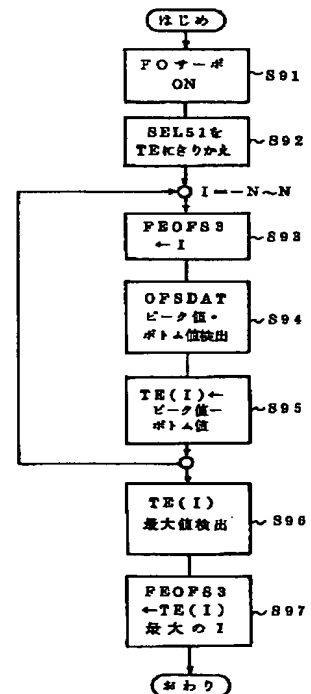 はじめ
FOサーボ
ON
S91
SEL51を
TEにきりかえ
S92
I=-N~N
FEOFS3
←I
S93
OFSDAT
ピーク値・
ボトム値検出
S94
TE(I)←
ピーク値-
ボトム値
S95
TE(I)
最大値検出
S96
FEOFS3
←TE(I)
最大のI
S97
おわり